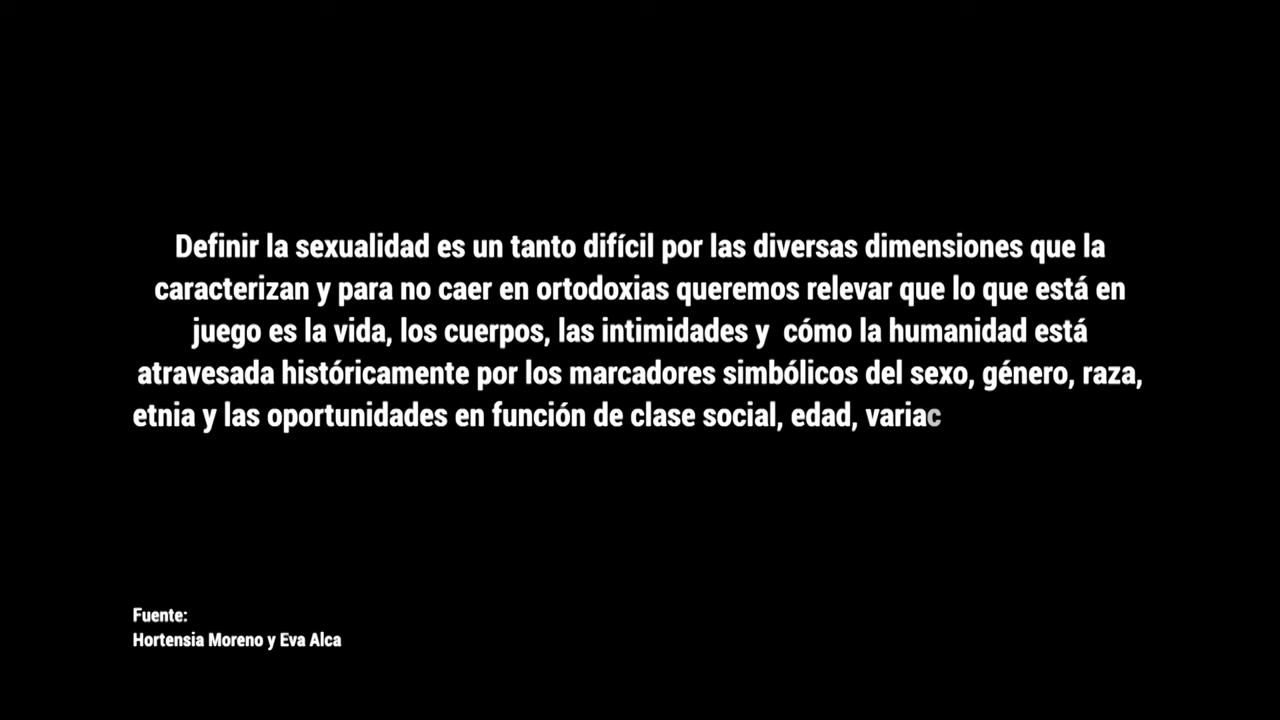 Definir la sexualidad es un tanto difícil por las diversas dimensiones que la
caracterizan y para no caer en ortodoxias queremos relevar que lo que está en
juego es la vida, los cuerpos, las intimidades y  cómo la humanidad está
atravesada históricamente por los marcadores simbólicos del sexo, género, raza,
etnia y las oportunidades en función de clase social, edad, variac
Fuente:
Hortensia Moreno y Eva Alca